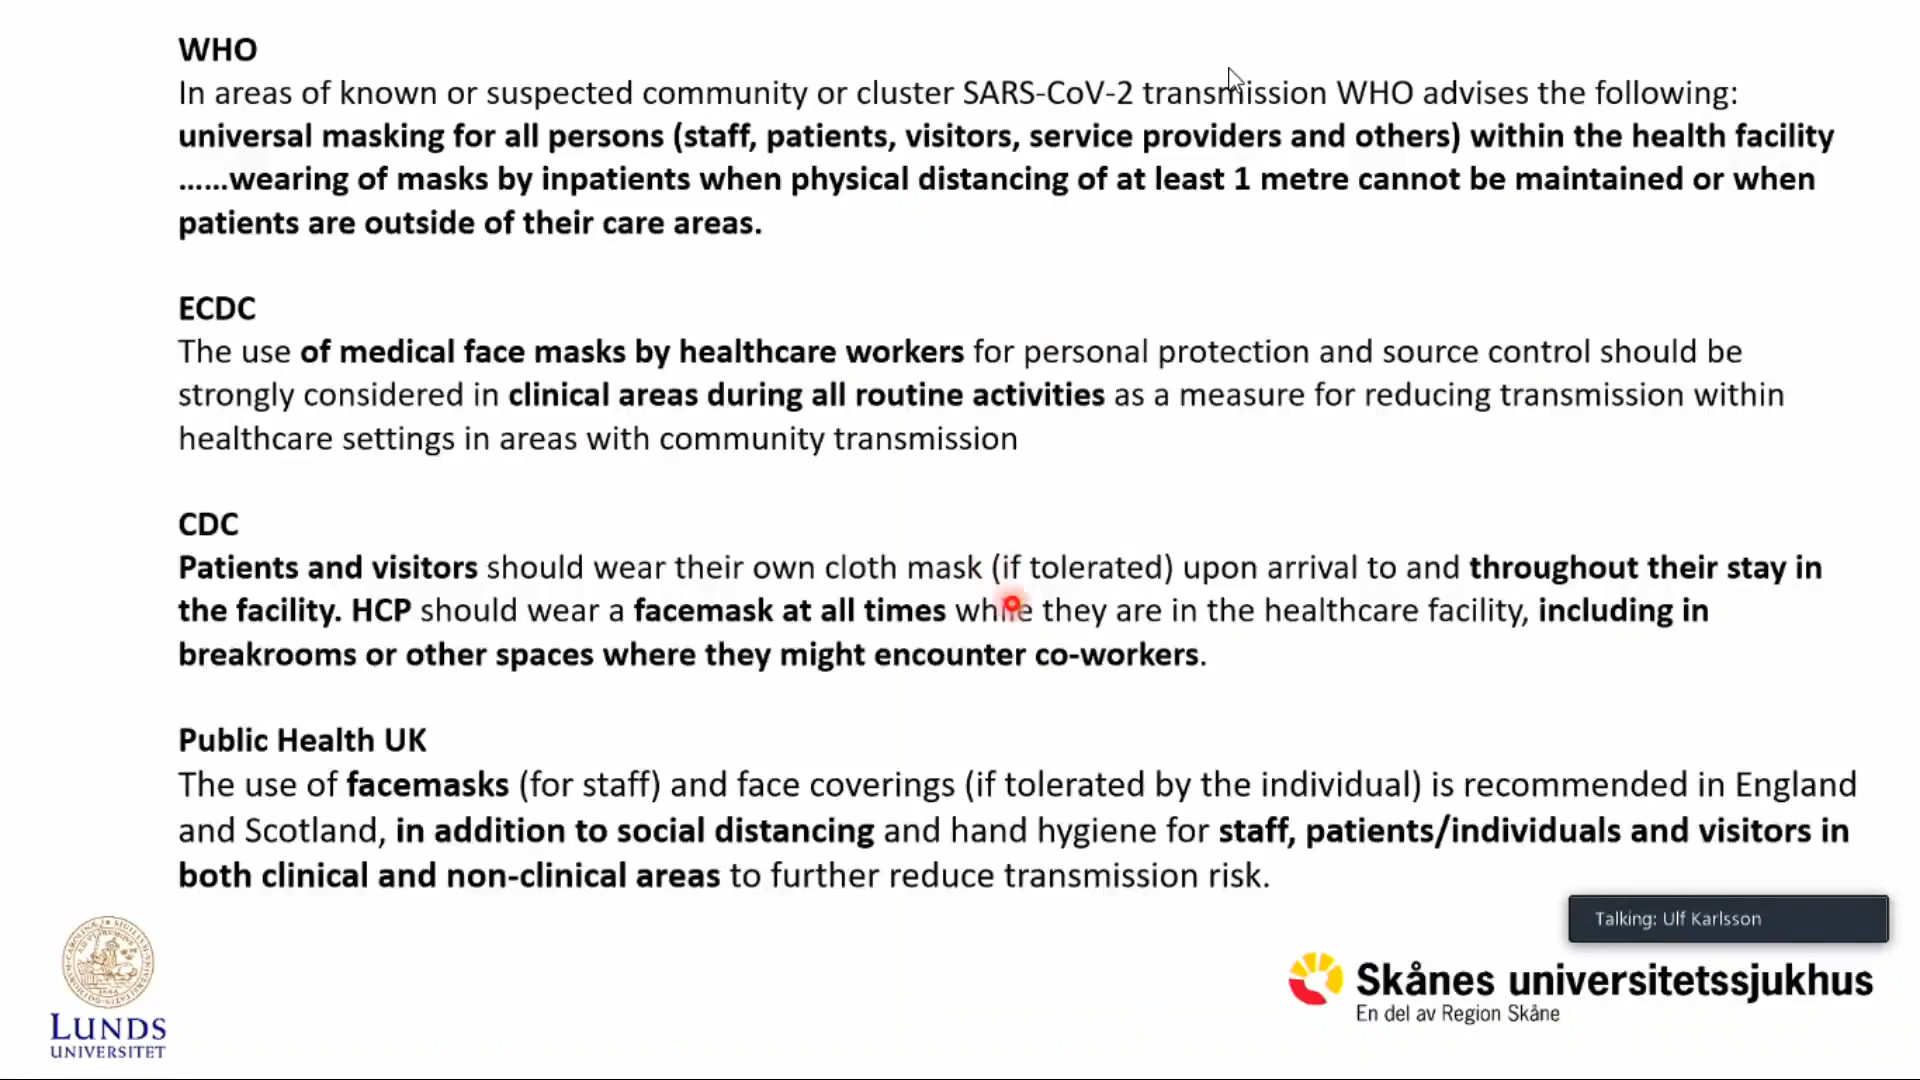 WHO
In areas of known or suspected community or cluster SARS-CoV-2 transmission WHO advises the following:
universal masking for all persons (staff, patients, visitors, service providers and others) within the health facility
……wearing of masks by inpatients when physical distancing of at least 1 metre cannot be maintained or when
patients are outside of their care areas.
ECDC
The use of medical face masks by healthcare workers for personal protection and source control should be
strongly considered in clinical areas during all routine activities as a measure for reducing transmission within
healthcare settings in areas with community transmission
CDC
Patients and visitors should wear their own cloth mask (if tolerated) upon arrival to and throughout their stay in
the facility. HCP should wear a facemask at all times while they are in the healthcare facility, including in
breakrooms or other spaces where they might encounter co-workers.
Public Health UK
The use of facemasks (for staff) and face coverings (if tolerated by the individual) is recommended in England
and Scotland, in addition to social distancing and hand hygiene for staff, patients/individuals and visitors in
both clinical and non-clinical areas to further reduce transmission risk.
Talking: Ulf Karlsson
Skånes universitetssjukhus
En del av Region Skåne
LUNDS
UNIVERSITET